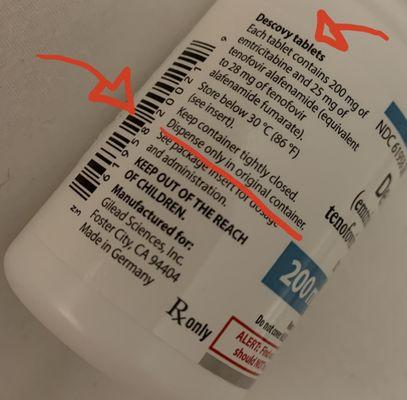 Descovy tablets
Each tablet contains 200 mg of
emtricitabine and 25 mg of
tenofovir alafenamide (equivalent
to 28 mg of tenofovir
alafenamide fumarate).
Store below 30 °C (86 °F)
(see insert).
Keep container tightly closed.
Dispense only in original container.
See package insert for dosage
and administration.
KEEP OUT OF THE REACH
OF CHILDREN.
Manufactured for:
Gilead Sciences, Inc.
Foster City, CA 94404
Made in Germany
NDC
200
Rx only
Do not
ALERT:
should